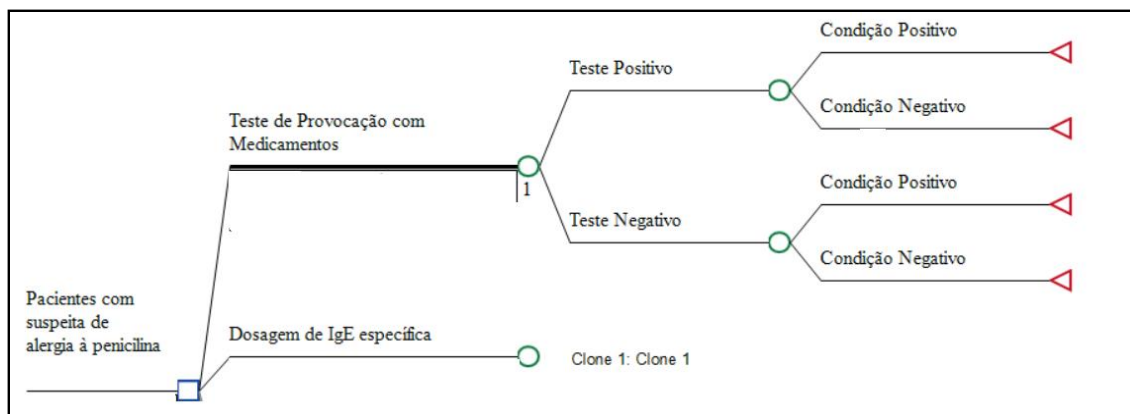 Condição Positivo
Teste Positivo
Condição Negativo
Teste de Provocação com
Medicamentos
1
Condição Positivo
Teste Negativo
Condição Negativo
Pacientes com
suspeita de
alergia à penicilina
Dosagem de IgE específica
Clone 1: Clone 1